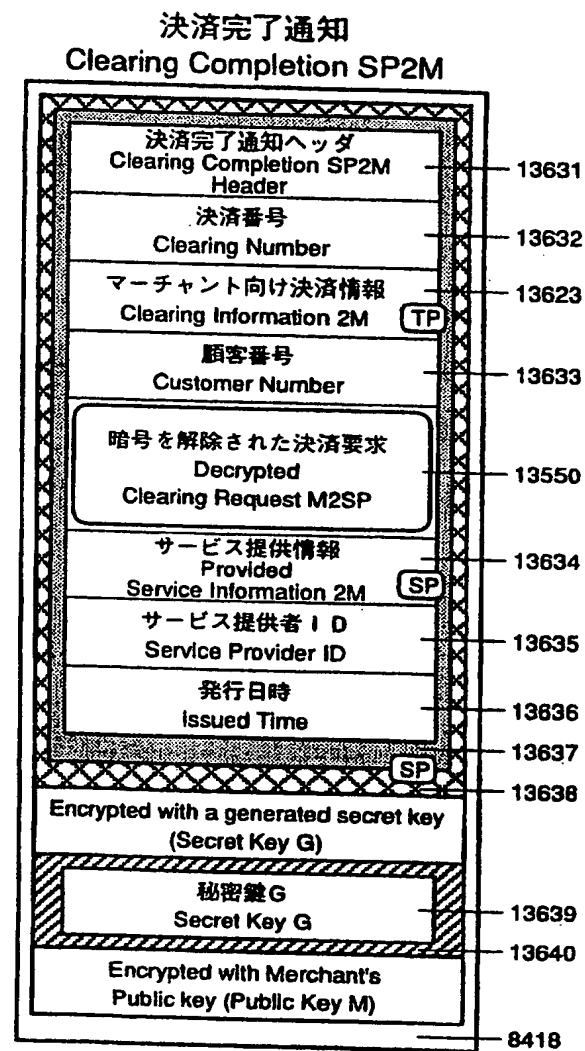 決済完了通知
Clearing Completion SP2M
決済完了通知ヘッダ
Clearing Completion SP2M
Header
13631
決済番号
Clearing Number
13632
マーチャント向け決済情報
Clearing Information 2M
TP
13623
顧客番号
Customer Number
13633
暗号を解除された決済要求
Decrypted
Clearing Request M2SP
13550
サービス提供情報
Provided
Service Information 2M
SP
13634
サービス提供者ID
Service Provider ID
13635
発行日時
Issued Time
13636
13637
SP
13638
Encrypted with a generated secret key
(Secret Key G)
秘密鍵G
Secret Key G
13639
13640
Encrypted with Merchant's
Public key (Public Key M)
8418